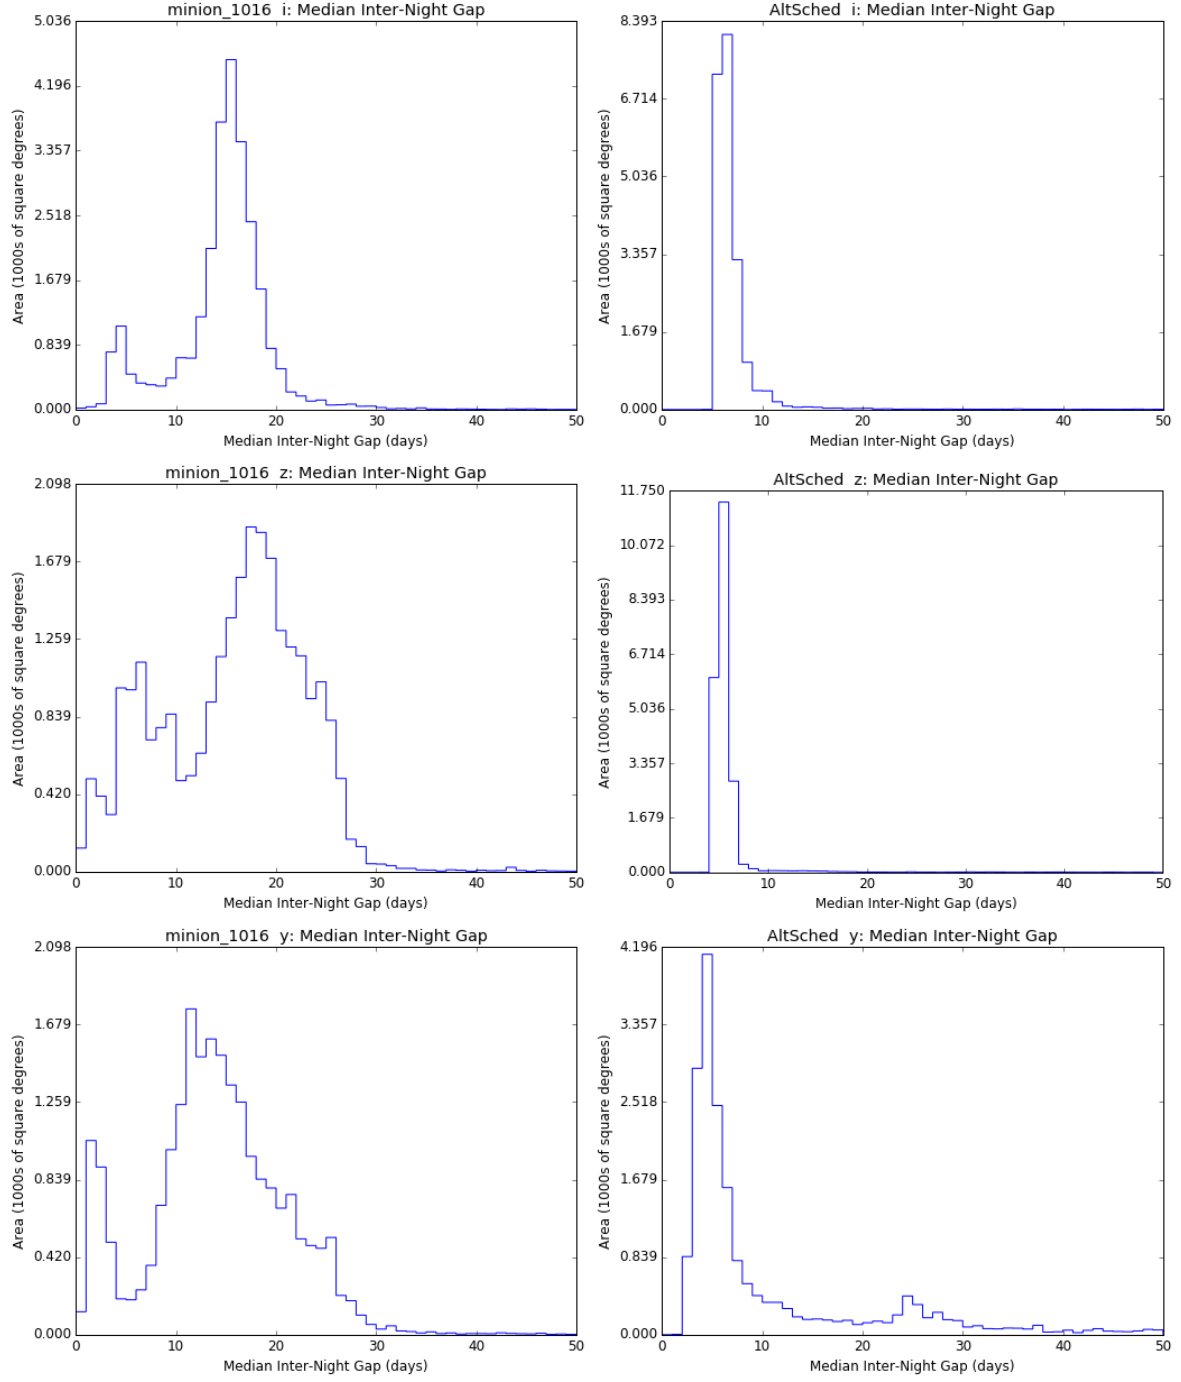 minion_1016  i: Median Inter-Night Gap
5.036
4.196
3.357
2.518
1.679
0.839
0.000
Area (1000s of square degrees)
0 10 20 30 40 50
Median Inter-Night Gap (days)
AltSched  i: Median Inter-Night Gap
8.393
6.714
5.036
3.357
1.679
0.000
Area (1000s of square degrees)
0 10 20 30 40 50
Median Inter-Night Gap (days)
minion_1016  z: Median Inter-Night Gap
2.098
1.679
1.259
0.839
0.420
0.000
Area (1000s of square degrees)
0 10 20 30 40 50
Median Inter-Night Gap (days)
AltSched  z: Median Inter-Night Gap
11.750
10.072
8.393
6.714
5.036
3.357
1.679
0.000
Area (1000s of square degrees)
0 10 20 30 40 50
Median Inter-Night Gap (days)
minion_1016  y: Median Inter-Night Gap
2.098
1.679
1.259
0.839
0.420
0.000
Area (1000s of square degrees)
0 10 20 30 40 50
Median Inter-Night Gap (days)
AltSched  y: Median Inter-Night Gap
4.196
3.357
2.518
1.679
0.839
0.000
Area (1000s of square degrees)
0 10 20 30 40 50
Median Inter-Night Gap (days)